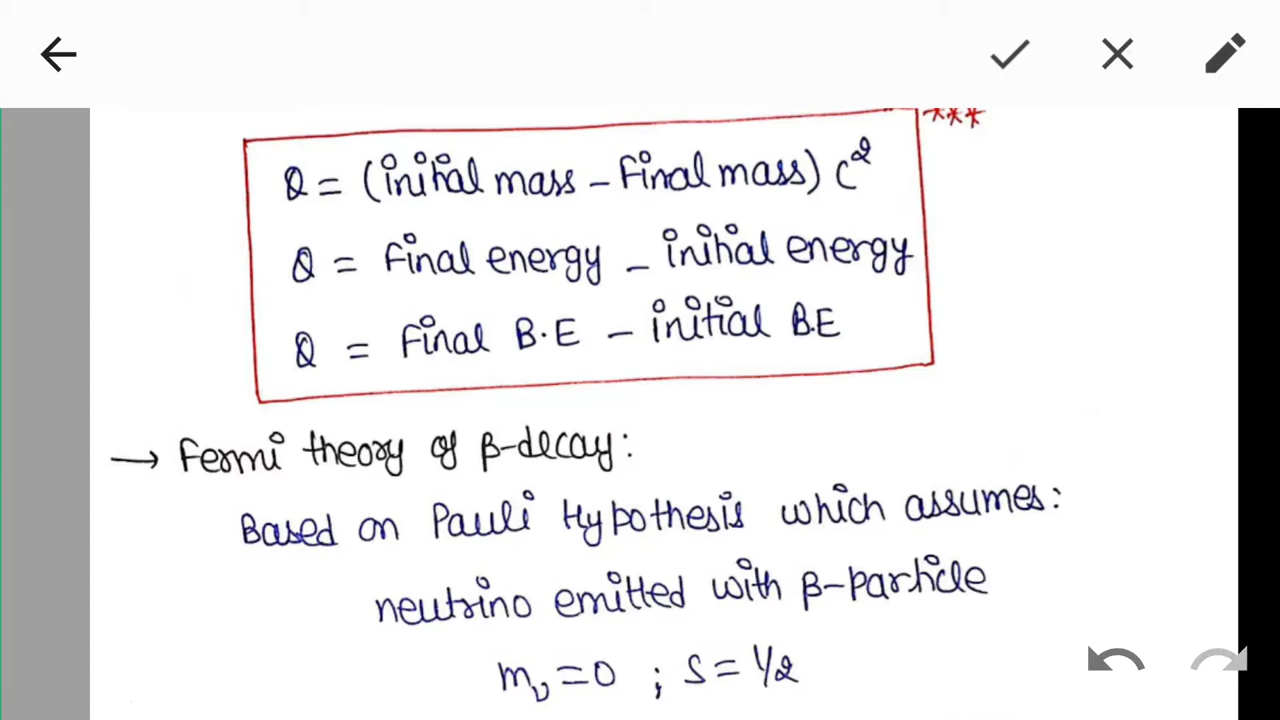 ***
Q = (initial mass - Final mass) C²
Q = Final energy - initial energy
Q = Final B.E - initial B.E
→ Fermi theory of β-decay:
Based on Pauli Hypothesis which assumes:
neutrino emitted with β-particle
mᵥ = 0 ; S = 1/2